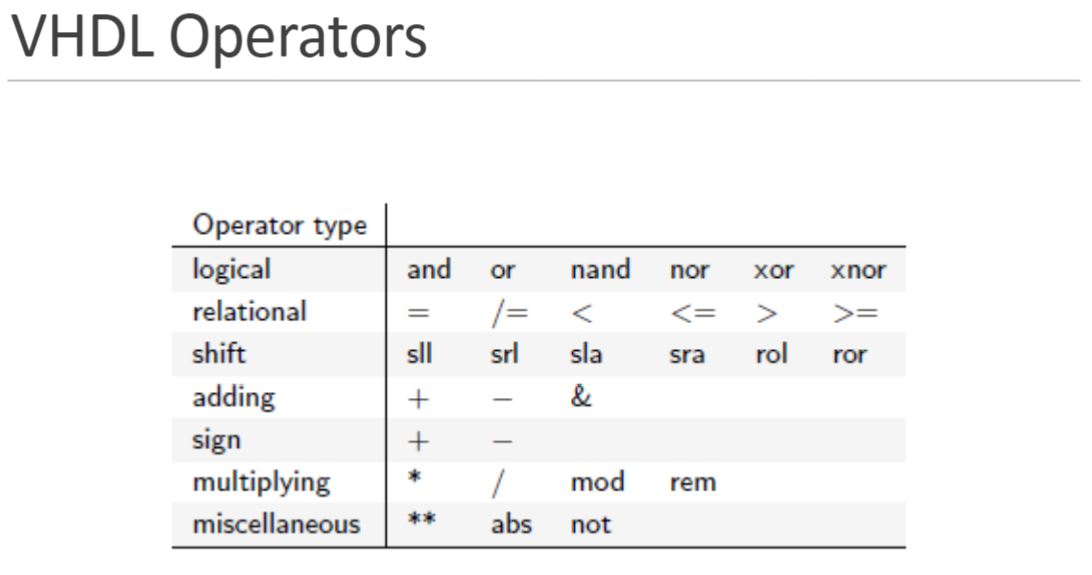 VHDL Operators
Operator type
logical and or nand nor xor xnor
relational = /= < <= > >=
shift sll srl sla sra rol ror
adding + − &
sign + −
multiplying * / mod rem
miscellaneous ** abs not